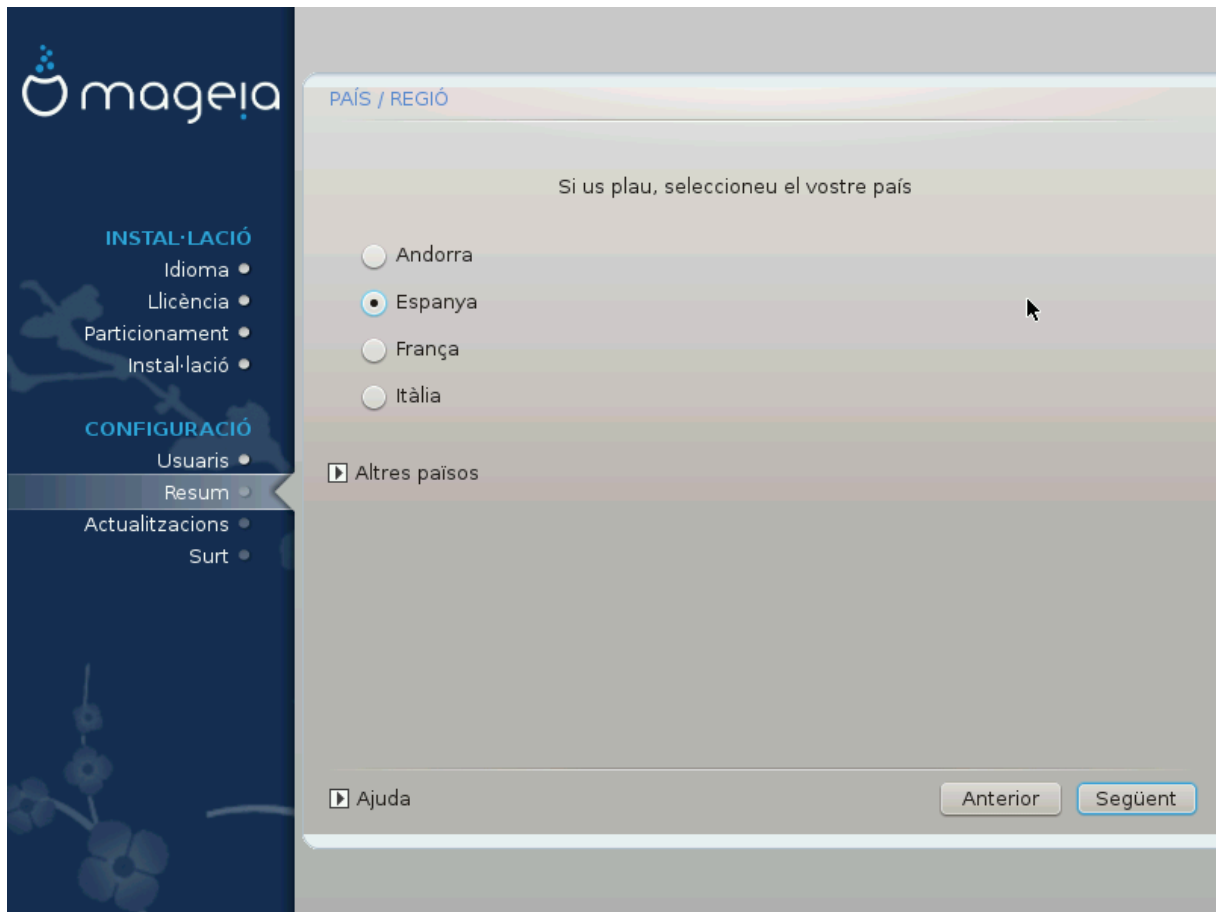 mageia
INSTAL·LACIÓ
Idioma
Llicència
Particionament
Instal·lació
CONFIGURACIÓ
Usuaris
Resum
Actualitzacions
Surt
PAÍS / REGIÓ
Si us plau, seleccioneu el vostre país
Andorra
Espanya
França
Itàlia
Altres països
Ajuda
Anterior
Següent